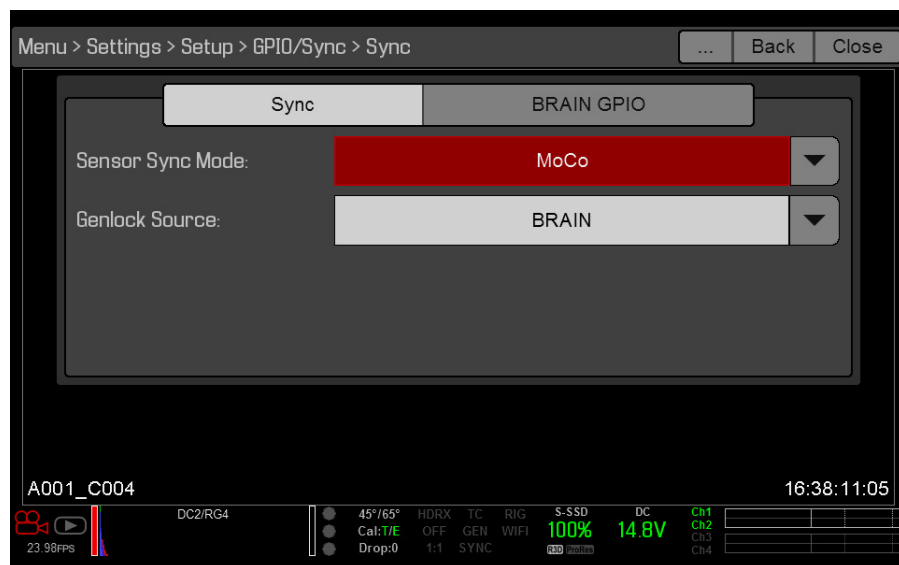 Menu > Settings > Setup > GPIO/Sync > Sync ... Back Close
Sync BRAIN GPIO
Sensor Sync Mode: MoCo
Genlock Source: BRAIN
A001_C004 16:38:11:05
DC2/RG4 45°/65° HDRX TC RIG S-SSD DC Ch1
Cal:T/E OFF GEN WIFI 100% 14.8V Ch2
23.98FPS Drop:0 1:1 SYNC R3D ProRes Ch3
Ch4